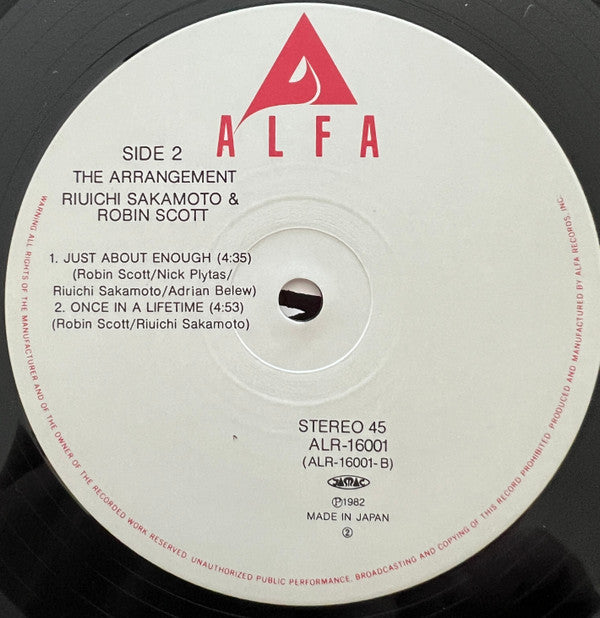 ALFA
SIDE 2
THE ARRANGEMENT
RIUICHI SAKAMOTO &
ROBIN SCOTT
1. JUST ABOUT ENOUGH (4:35)
(Robin Scott/Nick Plytas/
Riuichi Sakamoto/Adrian Belew)
2. ONCE IN A LIFETIME (4:53)
(Robin Scott/Riuichi Sakamoto)
STEREO 45
ALR-16001
(ALR-16001-B)
JASRAC
Ⓟ1982
MADE IN JAPAN
②
WARNING ALL RIGHTS OF THE MANUFACTURER AND OF THE OWNER OF THE RECORDED WORK RESERVED. UNAUTHORIZED PUBLIC PERFORMANCE, BROADCASTING AND COPYING OF THIS RECORD PROHIBITED. PRODUCED AND MANUFACTURED BY ALFA RECORDS, INC.